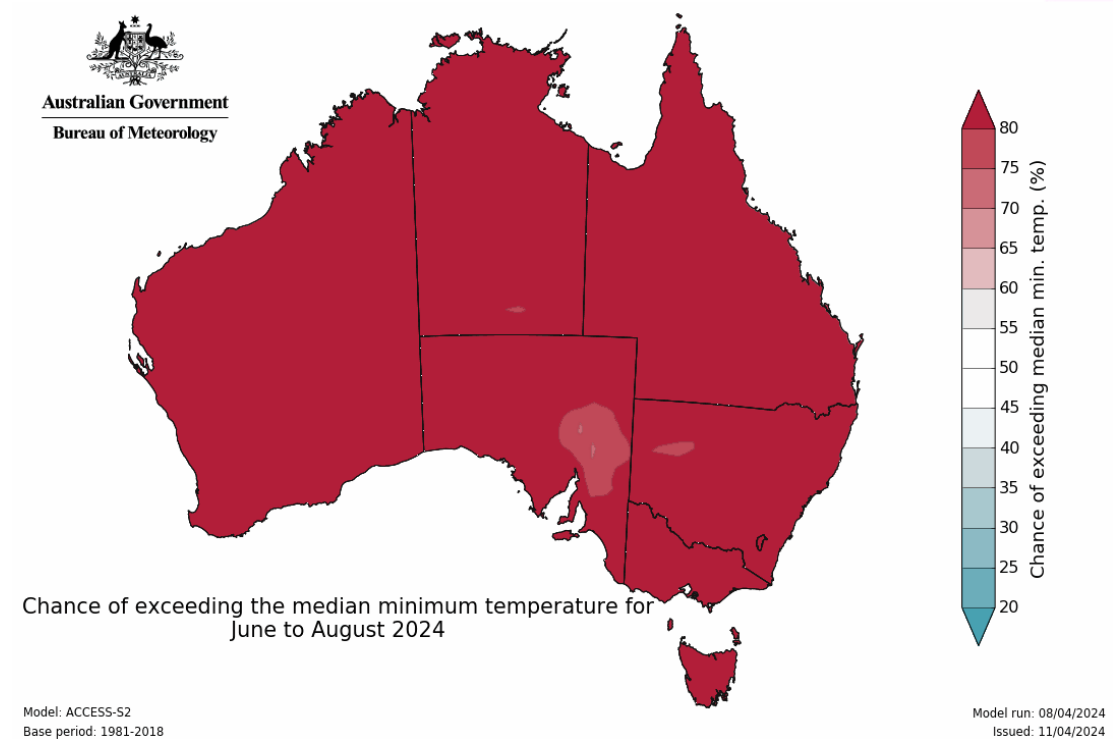 Australian Government
Bureau of Meteorology
80
75
70
65
60
55
50
45
40
35
30
25
20
Chance of exceeding median min. temp. (%)
Chance of exceeding the median minimum temperature for
June to August 2024
Model: ACCESS-S2
Base period: 1981-2018
Model run: 08/04/2024
Issued: 11/04/2024